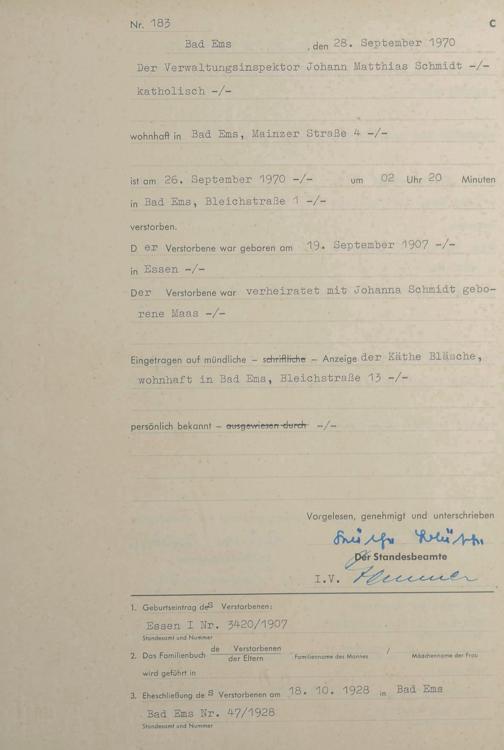 Nr. 183 C
Bad Ems , den 28. September 1970
Der Verwaltungsinspektor Johann Matthias Schmidt -/-
katholisch -/-
wohnhaft in Bad Ems, Mainzer Straße 4 -/-
ist am 26. September 1970 -/- um 02 Uhr 20 Minuten
in Bad Ems, Bleichstraße 1 -/-
verstorben.
D er Verstorbene war geboren am 19. September 1907 -/-
in Essen -/-
Der Verstorbene war verheiratet mit Johanna Schmidt gebo-
rene Maas -/-
Eingetragen auf mündliche – schriftliche – Anzeige der Käthe Bläsche,
wohnhaft in Bad Ems, Bleichstraße 13 -/-
persönlich bekannt – ausgewiesen durch -/-
Vorgelesen, genehmigt und unterschrieben
Der Standesbeamte
I.V.
1. Geburtseintrag des Verstorbenen:
Essen I Nr. 3420/1907
Standesamt und Nummer
2. Das Familienbuch de Verstorbenen / der Eltern Familienname des Mannes / Mädchenname der Frau
wird geführt in
3. Eheschließung des Verstorbenen am 18. 10. 1928 in Bad Ems
Bad Ems Nr. 47/1928
Standesamt und Nummer